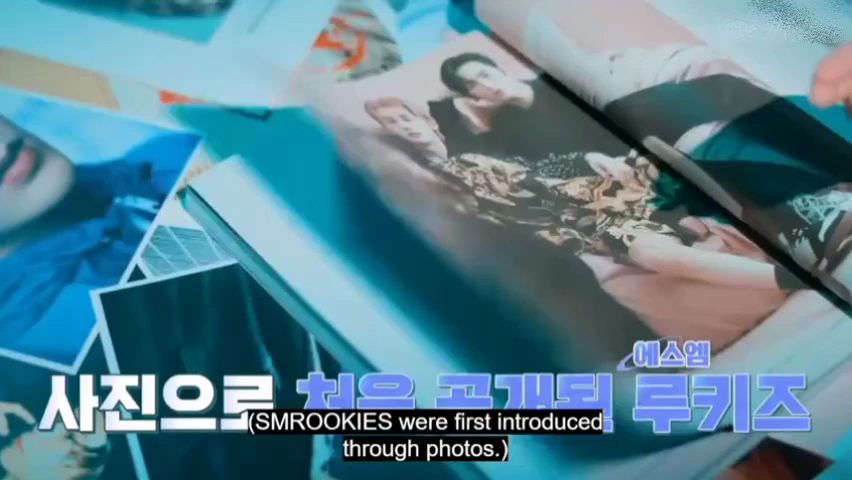 에스엠
사진으로 처음 공개된 루키즈
(SMROOKIES were first introduced
through photos.)